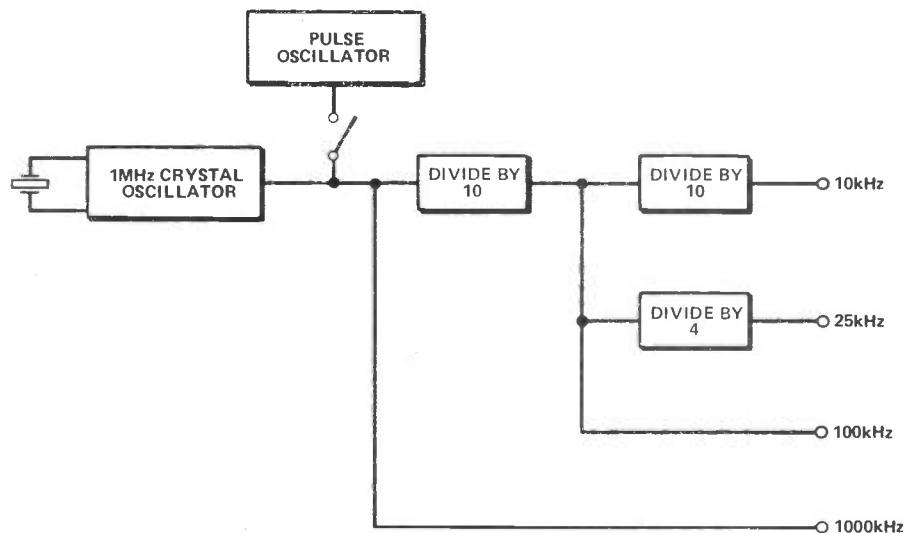 PULSE
OSCILLATOR
1MHz CRYSTAL
OSCILLATOR
DIVIDE BY
10
DIVIDE BY
10
10kHz
DIVIDE BY
4
25kHz
100kHz
1000kHz